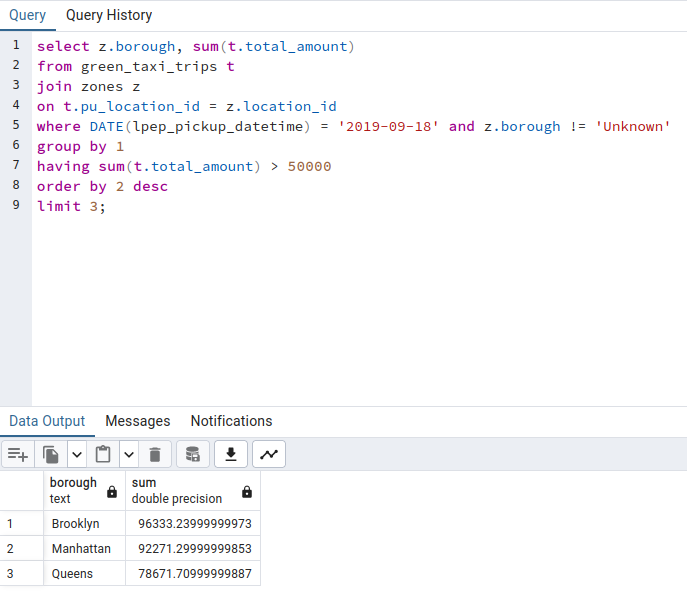 Query Query History
1 select z.borough, sum(t.total_amount)
2 from green_taxi_trips t
3 join zones z
4 on t.pu_location_id = z.location_id
5 where DATE(lpep_pickup_datetime) = '2019-09-18' and z.borough != 'Unknown'
6 group by 1
7 having sum(t.total_amount) > 50000
8 order by 2 desc
9 limit 3;
Data Output Messages Notifications
borough sum
text double precision
1 Brooklyn 96333.23999999973
2 Manhattan 92271.29999999853
3 Queens 78671.70999999887